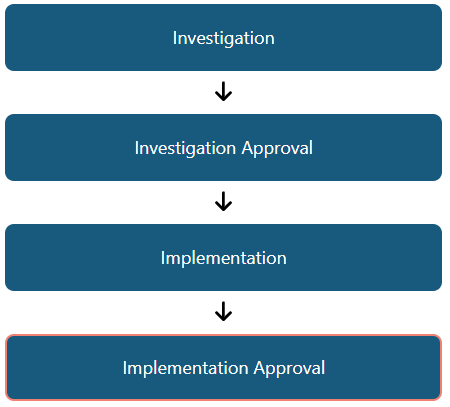 Investigation
Investigation Approval
Implementation
Implementation Approval